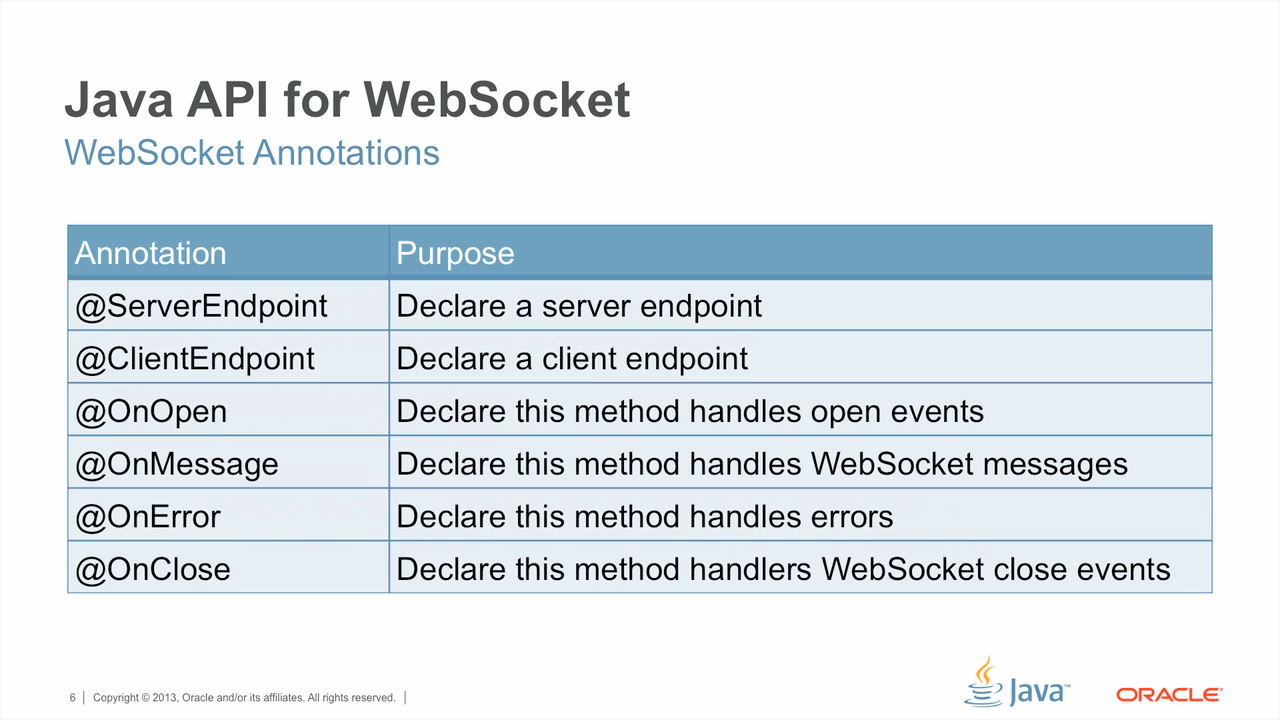 Java API for WebSocket
WebSocket Annotations
Annotation Purpose
@ServerEndpoint Declare a server endpoint
@ClientEndpoint Declare a client endpoint
@OnOpen Declare this method handles open events
@OnMessage Declare this method handles WebSocket messages
@OnError Declare this method handles errors
@OnClose Declare this method handlers WebSocket close events
6 | Copyright © 2013, Oracle and/or its affiliates. All rights reserved. |
Java™
ORACLE®